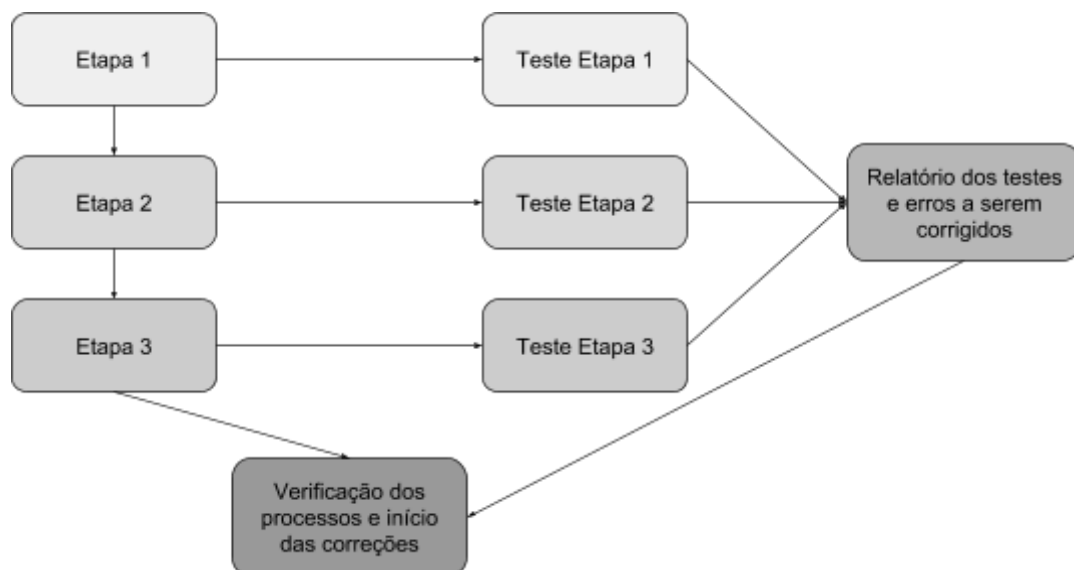 Etapa 1
Teste Etapa 1
Etapa 2
Teste Etapa 2
Relatório dos testes
e erros a serem
corrigidos
Etapa 3
Teste Etapa 3
Verificação dos
processos e início
das correções